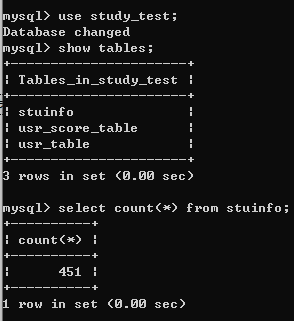 mysql> use study_test;
Database changed
mysql> show tables;
+----------------------+
| Tables_in_study_test |
+----------------------+
| stuinfo              |
| usr_score_table      |
| usr_table            |
+----------------------+
3 rows in set (0.00 sec)
mysql> select count(*) from stuinfo;
+----------+
| count(*) |
+----------+
|      451 |
+----------+
1 row in set (0.00 sec)